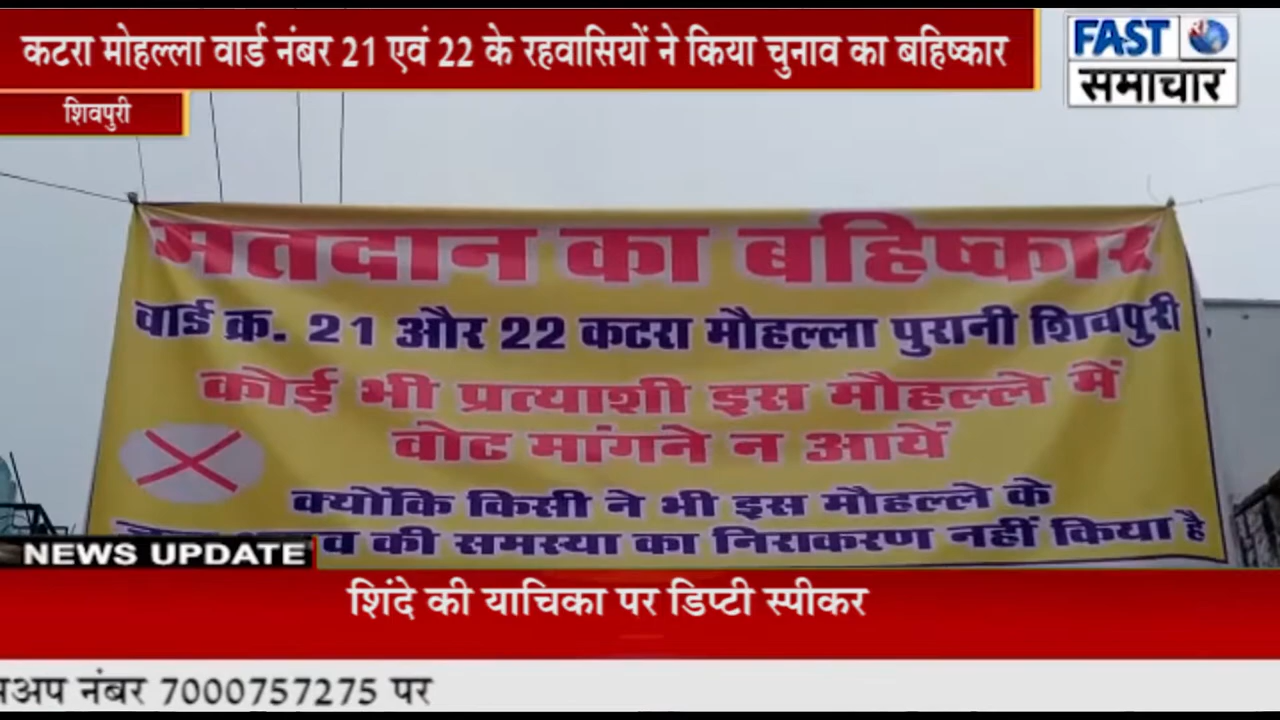 कटरा मोहल्ला वार्ड नंबर 21 एवं 22 के रहवासियों ने किया चुनाव का बहिष्कार
FAST
समाचार
शिवपुरी
मतदान का बहिष्कार
वार्ड क्र. 21 और 22 कटरा मौहल्ला पुरानी शिवपुरी
कोई भी प्रत्याशी इस मौहल्ले में
वोट मांगने न आयें
क्योंकि किसी ने भी इस मौहल्ले के
की समस्या का निराकरण नहीं किया है
NEWS UPDATE
शिंदे की याचिका पर डिप्टी स्पीकर
नंबर 7000757275 पर